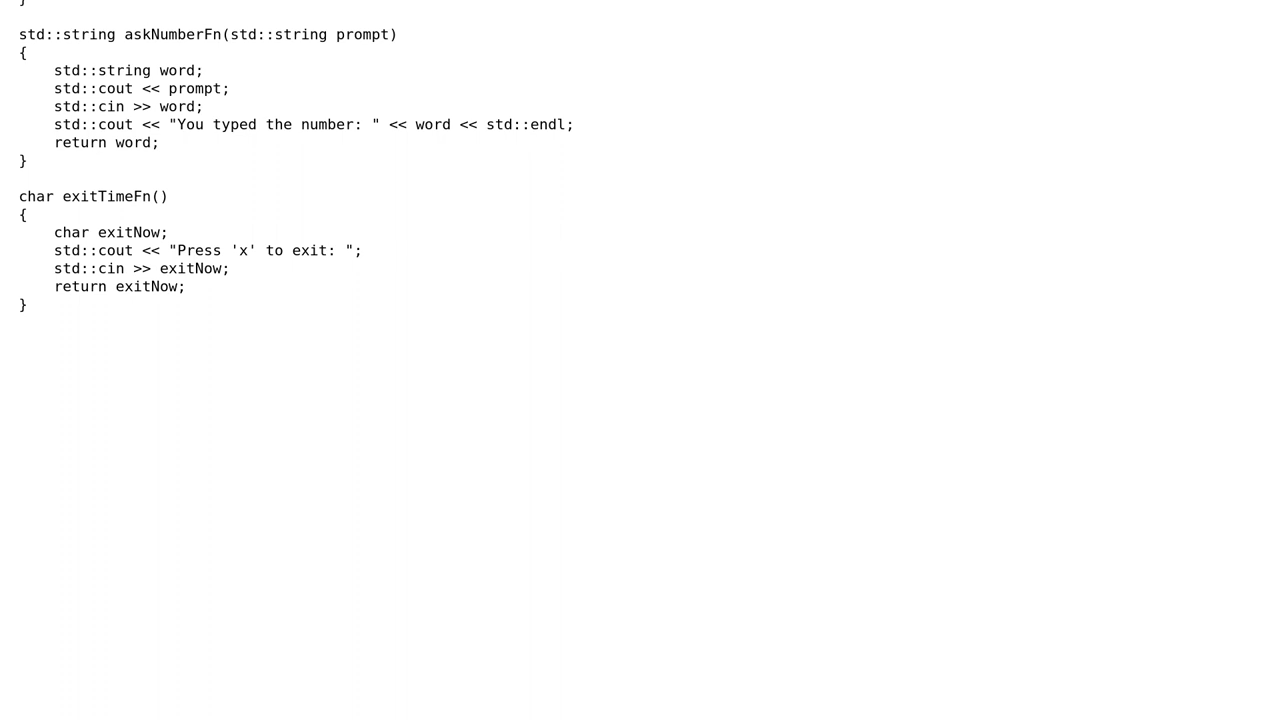 }
std::string askNumberFn(std::string prompt)
{
    std::string word;
    std::cout << prompt;
    std::cin >> word;
    std::cout << "You typed the number: " << word << std::endl;
    return word;
}
char exitTimeFn()
{
    char exitNow;
    std::cout << "Press 'x' to exit: ";
    std::cin >> exitNow;
    return exitNow;
}